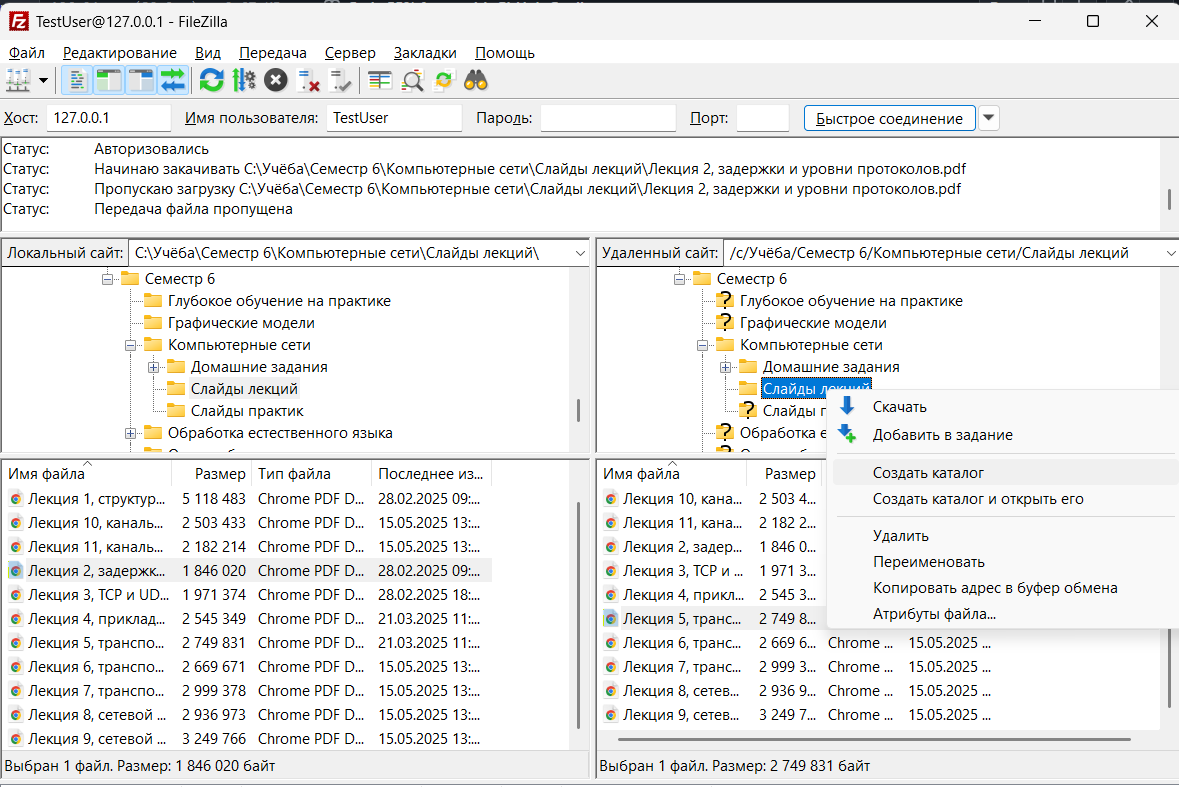 TestUser@127.0.0.1 - FileZilla
Файл Редактирование Вид Передача Сервер Закладки Помощь
Хост: 127.0.0.1 Имя пользователя: TestUser Пароль: Порт: Быстрое соединение
Статус: Авторизовались
Статус: Начинаю закачивать C:\Учёба\Семестр 6\Компьютерные сети\Слайды лекций\Лекция 2, задержки и уровни протоколов.pdf
Статус: Пропускаю загрузку C:\Учёба\Семестр 6\Компьютерные сети\Слайды лекций\Лекция 2, задержки и уровни протоколов.pdf
Статус: Передача файла пропущена
Локальный сайт: C:\Учёба\Семестр 6\Компьютерные сети\Слайды лекций\
Семестр 6
Глубокое обучение на практике
Графические модели
Компьютерные сети
Домашние задания
Слайды лекций
Слайды практик
Обработка естественного языка
Имя файла Размер Тип файла Последнее из...
Лекция 1, структур... 5 118 483 Chrome PDF D... 28.02.2025 09:...
Лекция 10, каналь... 2 503 433 Chrome PDF D... 15.05.2025 13:...
Лекция 11, каналь... 2 182 214 Chrome PDF D... 15.05.2025 13:...
Лекция 2, задержк... 1 846 020 Chrome PDF D... 28.02.2025 09:...
Лекция 3, TCP и UD... 1 971 374 Chrome PDF D... 28.02.2025 18:...
Лекция 4, приклад... 2 545 349 Chrome PDF D... 21.03.2025 11:...
Лекция 5, транспо... 2 749 831 Chrome PDF D... 21.03.2025 11:...
Лекция 6, транспо... 2 669 671 Chrome PDF D... 15.05.2025 13:...
Лекция 7, транспо... 2 999 378 Chrome PDF D... 15.05.2025 13:...
Лекция 8, сетевой ... 2 936 973 Chrome PDF D... 15.05.2025 13:...
Лекция 9, сетевой ... 3 249 766 Chrome PDF D... 15.05.2025 13:...
Выбран 1 файл. Размер: 1 846 020 байт
Удаленный сайт: /c/Учёба/Семестр 6/Компьютерные сети/Слайды лекций
Семестр 6
Глубокое обучение на практике
Графические модели
Компьютерные сети
Домашние задания
Слайды лекций
Слайды
Обработка
Имя файла Размер
Лекция 10, кана... 2 503 4...
Лекция 11, кана... 2 182 2...
Лекция 2, задер... 1 846 0...
Лекция 3, TCP и ... 1 971 3...
Лекция 4, прикл... 2 545 3...
Лекция 5, транс... 2 749 8...
Лекция 6, транс... 2 669 6... Chrome ... 15.05.2025 ...
Лекция 7, транс... 2 999 3... Chrome ... 15.05.2025 ...
Лекция 8, сетев... 2 936 9... Chrome ... 15.05.2025 ...
Лекция 9, сетев... 3 249 7... Chrome ... 15.05.2025 ...
Выбран 1 файл. Размер: 2 749 831 байт
Скачать
Добавить в задание
Создать каталог
Создать каталог и открыть его
Удалить
Переименовать
Копировать адрес в буфер обмена
Атрибуты файла...